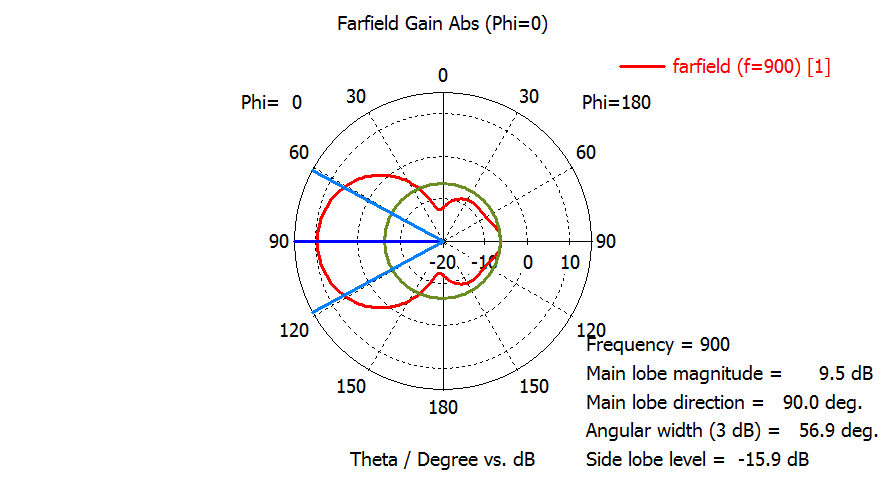 Farfield Gain Abs (Phi=0)
farfield (f=900) [1]
0
Phi= 0
30
30
Phi=180
60
60
90
90
-20
-10
0
10
120
120
150
150
180
Frequency = 900
Main lobe magnitude = 9.5 dB
Main lobe direction = 90.0 deg.
Angular width (3 dB) = 56.9 deg.
Side lobe level = -15.9 dB
Theta / Degree vs. dB